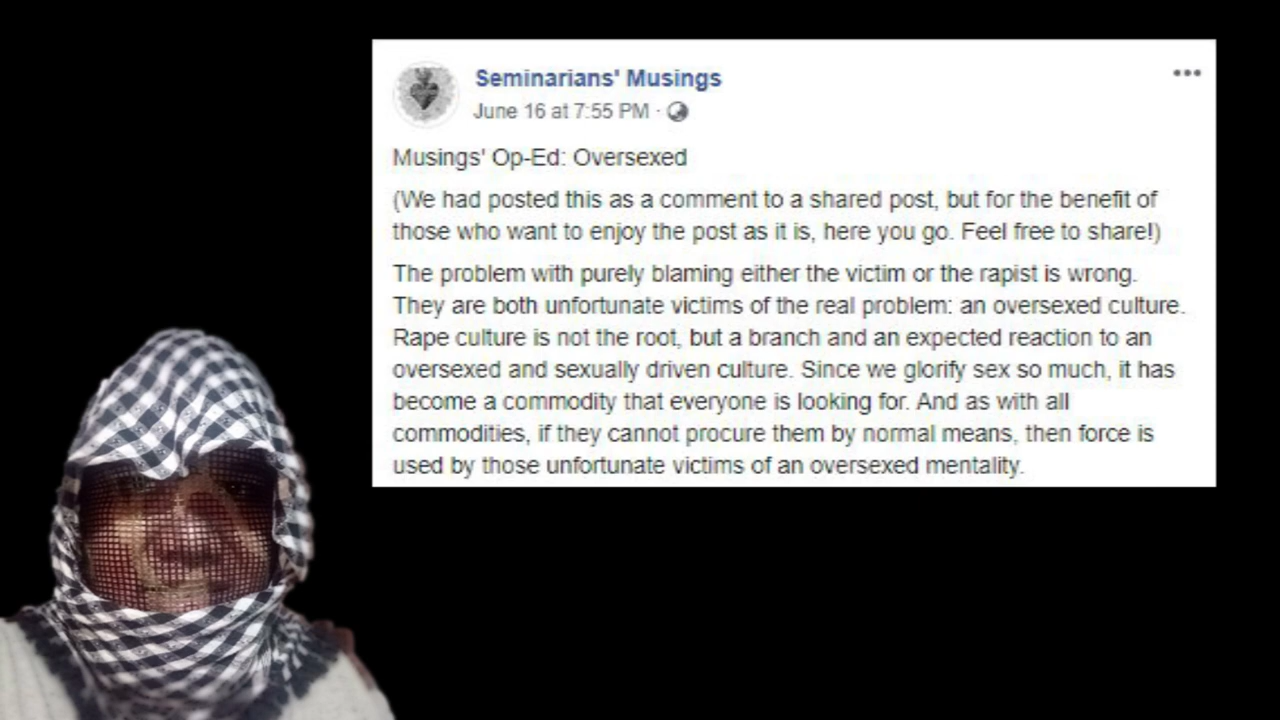 Seminarians' Musings
June 16 at 7:55 PM ·
Musings' Op-Ed: Oversexed
(We had posted this as a comment to a shared post, but for the benefit of
those who want to enjoy the post as it is, here you go. Feel free to share!)
The problem with purely blaming either the victim or the rapist is wrong.
They are both unfortunate victims of the real problem: an oversexed culture.
Rape culture is not the root, but a branch and an expected reaction to an
oversexed and sexually driven culture. Since we glorify sex so much, it has
become a commodity that everyone is looking for. And as with all
commodities, if they cannot procure them by normal means, then force is
used by those unfortunate victims of an oversexed mentality.